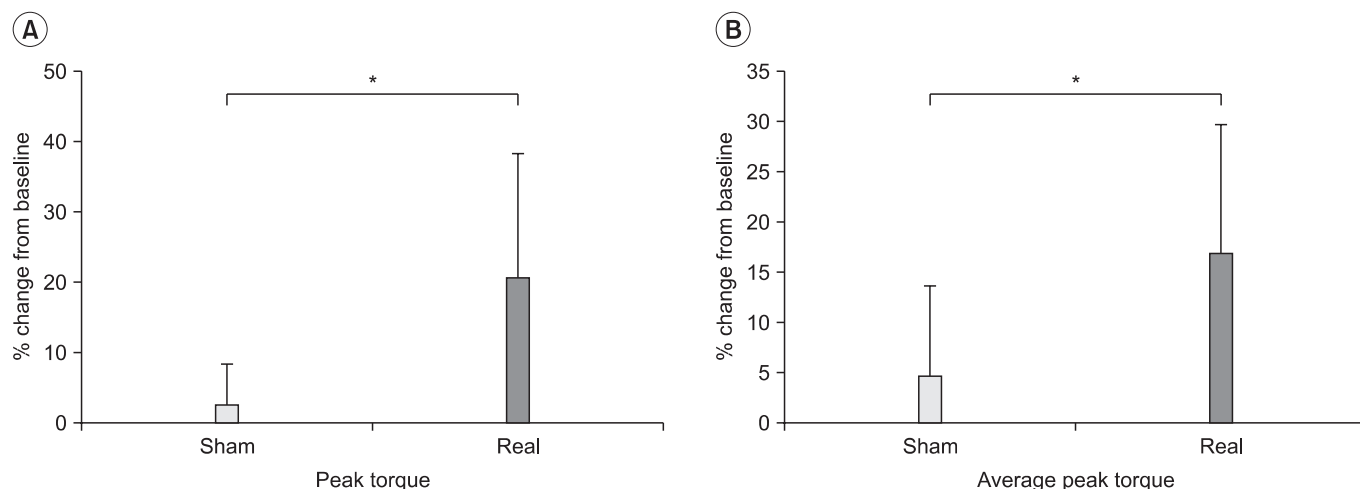 A
50
40
30
20
10
0
% change from baseline
*
Sham
Real
Peak torque
B
35
30
25
20
15
10
5
0
% change from baseline
*
Sham
Real
Average peak torque